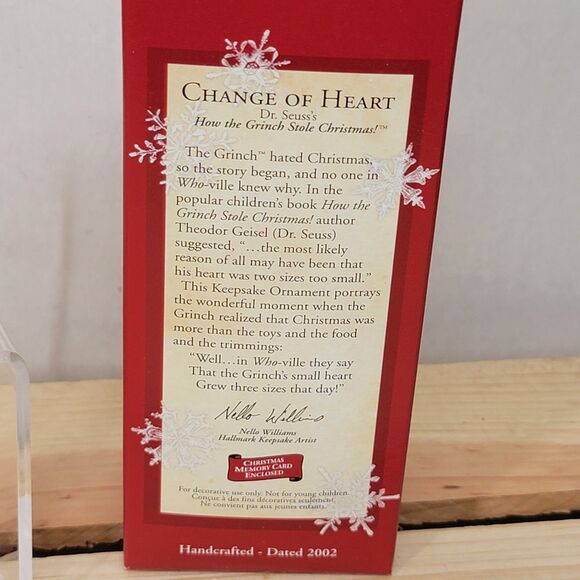 CHANGE OF HEART
Dr. Seuss's
How the Grinch Stole Christmas!™
The Grinch™ hated Christmas,
so the story began, and no one in
Who-ville knew why. In the
popular children's book How the
Grinch Stole Christmas! author
Theodor Geisel (Dr. Seuss)
suggested, “...the most likely
reason of all may have been that
his heart was two sizes too small.”
This Keepsake Ornament portrays
the wonderful moment when the
Grinch realized that Christmas was
more than the toys and the food
and the trimmings:
“Well...in Who-ville they say
That the Grinch's small heart
Grew three sizes that day!”
Nello Williams
Nello Williams
Hallmark Keepsake Artist
CHRISTMAS
MEMORY CARD
ENCLOSED
For decorative use only. Not for young children.
Conçue à des fins décoratives seulement.
Ne convient pas aux jeunes enfants.
Handcrafted - Dated 2002